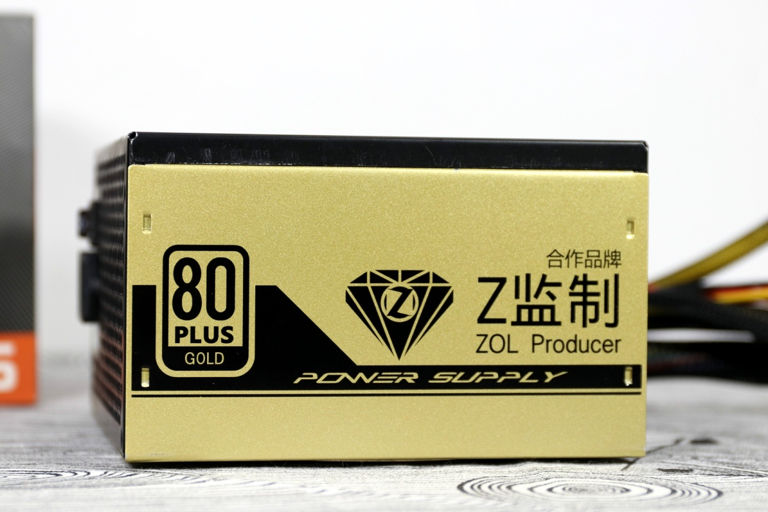 80
PLUS
GOLD
Z
合作品牌
Z监制
ZOL Producer
POWER SUPPLY